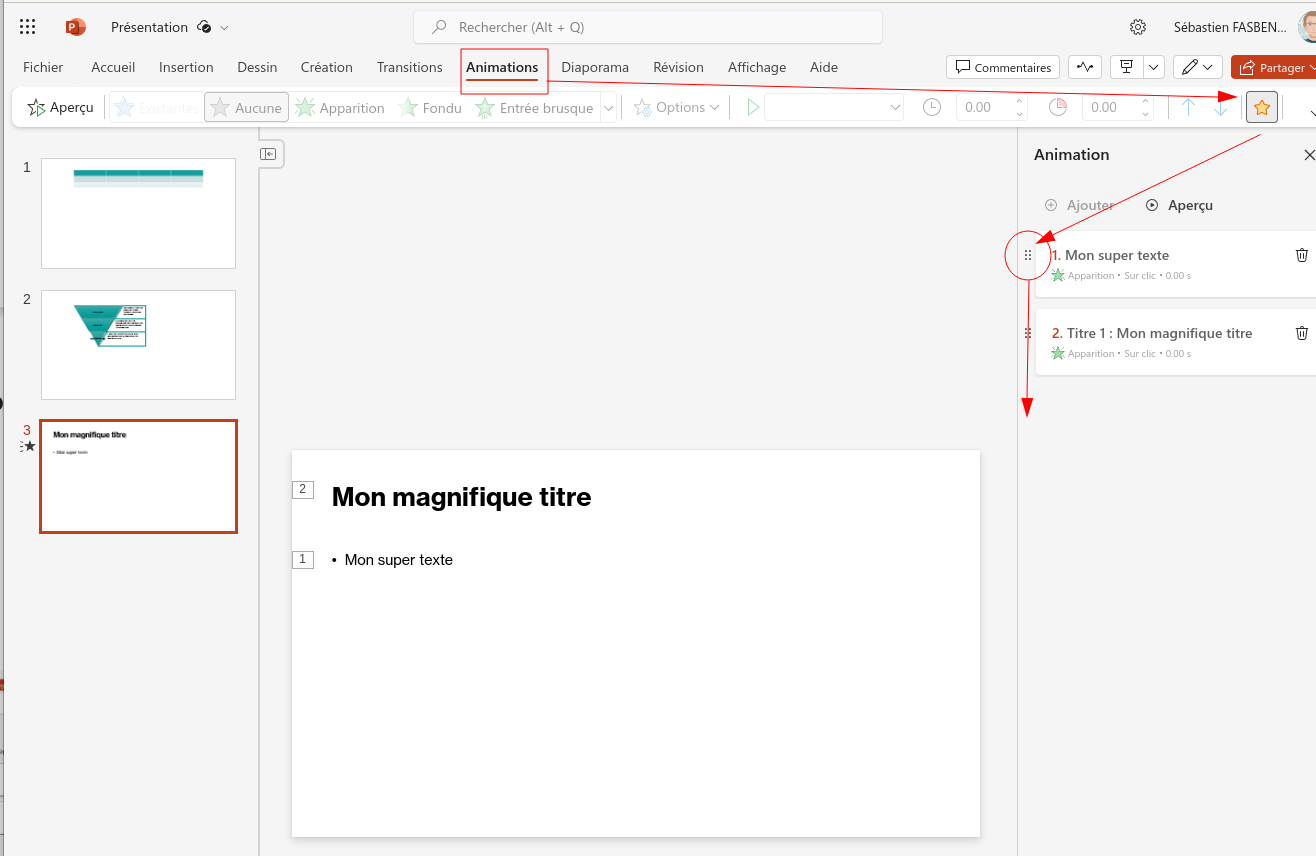 Présentation
Rechercher (Alt + Q)
Sébastien FASBEN...
Fichier Accueil Insertion Dessin Création Transitions Animations Diaporama Révision Affichage Aide
Commentaires
Partager
Aperçu
Existantes
Aucune
Apparition
Fondu
Entrée brusque
Options
0.00
0.00
1
2
3
Mon magnifique titre
• Mon super texte
2
Mon magnifique titre
1
• Mon super texte
Animation
Ajouter
Aperçu
1. Mon super texte
Apparition • Sur clic • 0.00 s
2. Titre 1 : Mon magnifique titre
Apparition • Sur clic • 0.00 s